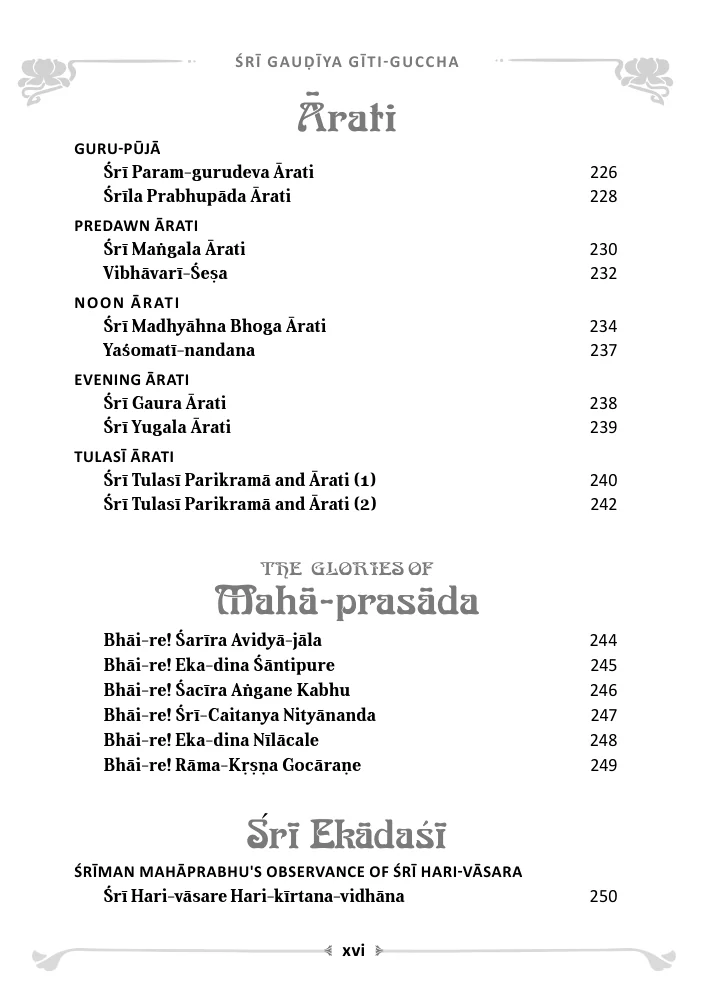 ŚRĪ GAUḌĪYA GĪTI-GUCCHA
Ārati
GURU-PŪJĀ
Śrī Param-gurudeva Ārati 226
Śrīla Prabhupāda Ārati 228
PREDAWN ĀRATI
Śrī Maṅgala Ārati 230
Vibhāvarī-Śeṣa 232
NOON ĀRATI
Śrī Madhyāhna Bhoga Ārati 234
Yaśomatī-nandana 237
EVENING ĀRATI
Śrī Gaura Ārati 238
Śrī Yugala Ārati 239
TULASĪ ĀRATI
Śrī Tulasī Parikramā and Ārati (1) 240
Śrī Tulasī Parikramā and Ārati (2) 242
THE GLORIES OF
Mahā-prasāda
Bhāi-re! Śarīra Avidyā-jāla 244
Bhāi-re! Eka-dina Śāntipure 245
Bhāi-re! Śacīra Aṅgane Kabhu 246
Bhāi-re! Śrī-Caitanya Nityānanda 247
Bhāi-re! Eka-dina Nīlācale 248
Bhāi-re! Rāma-Kṛṣṇa Gocāraṇe 249
Śrī Ekādaśī
ŚRĪMAN MAHĀPRABHU'S OBSERVANCE OF ŚRĪ HARI-VĀSARA
Śrī Hari-vāsare Hari-kīrtana-vidhāna 250
xvi